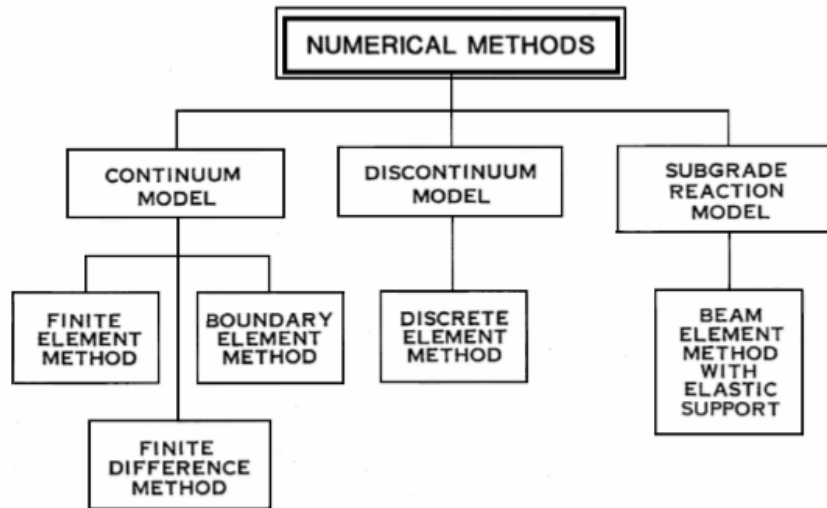 NUMERICAL METHODS
CONTINUUM
MODEL
DISCONTINUUM
MODEL
SUBGRADE
REACTION
MODEL
FINITE
ELEMENT
METHOD
BOUNDARY
ELEMENT
METHOD
DISCRETE
ELEMENT
METHOD
BEAM
ELEMENT
METHOD
WITH
ELASTIC
SUPPORT
FINITE
DIFFERENCE
METHOD